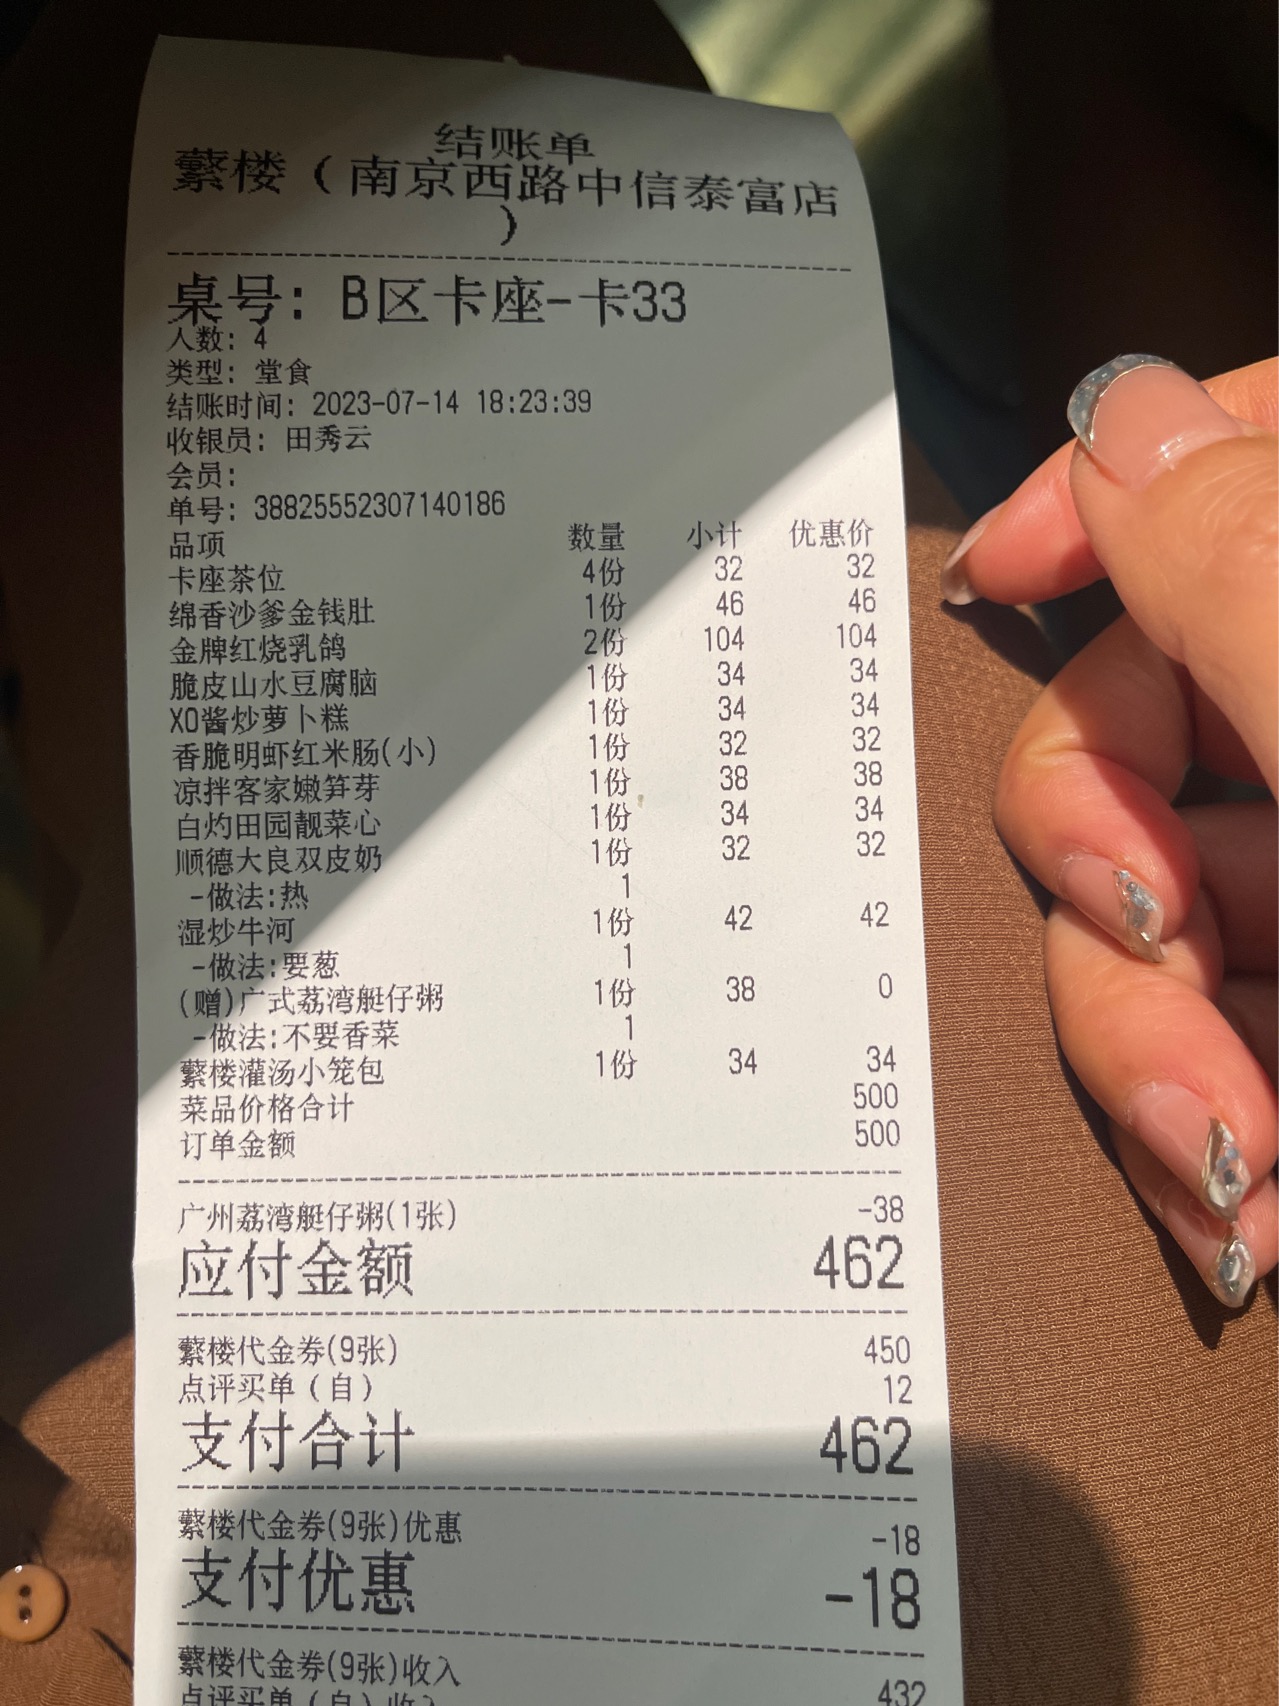 结账单
蘩楼（南京西路中信泰富店
）
桌号: B区卡座-卡33
人数: 4
类型: 堂食
结账时间: 2023-07-14 18:23:39
收银员: 田秀云
会员:
单号: 38825552307140186
品项 数量 小计 优惠价
卡座茶位 4份 32 32
绵香沙爹金钱肚 1份 46 46
金牌红烧乳鸽 2份 104 104
脆皮山水豆腐脑 1份 34 34
XO酱炒萝卜糕 1份 34 34
香脆明虾红米肠(小) 1份 32 32
凉拌客家嫩笋芽 1份 38 38
白灼田园靓菜心 1份 34 34
顺德大良双皮奶 1份 32 32
-做法:热 1
湿炒牛河 1份 42 42
-做法:要葱 1
(赠)广式荔湾艇仔粥 1份 38 0
-做法:不要香菜 1
蘩楼灌汤小笼包 1份 34 34
菜品价格合计 500
订单金额 500
广州荔湾艇仔粥(1张) -38
应付金额 462
蘩楼代金券(9张) 450
点评买单（自） 12
支付合计 462
蘩楼代金券(9张)优惠 -18
支付优惠 -18
蘩楼代金券(9张)收入 432
点评买单（自）收入